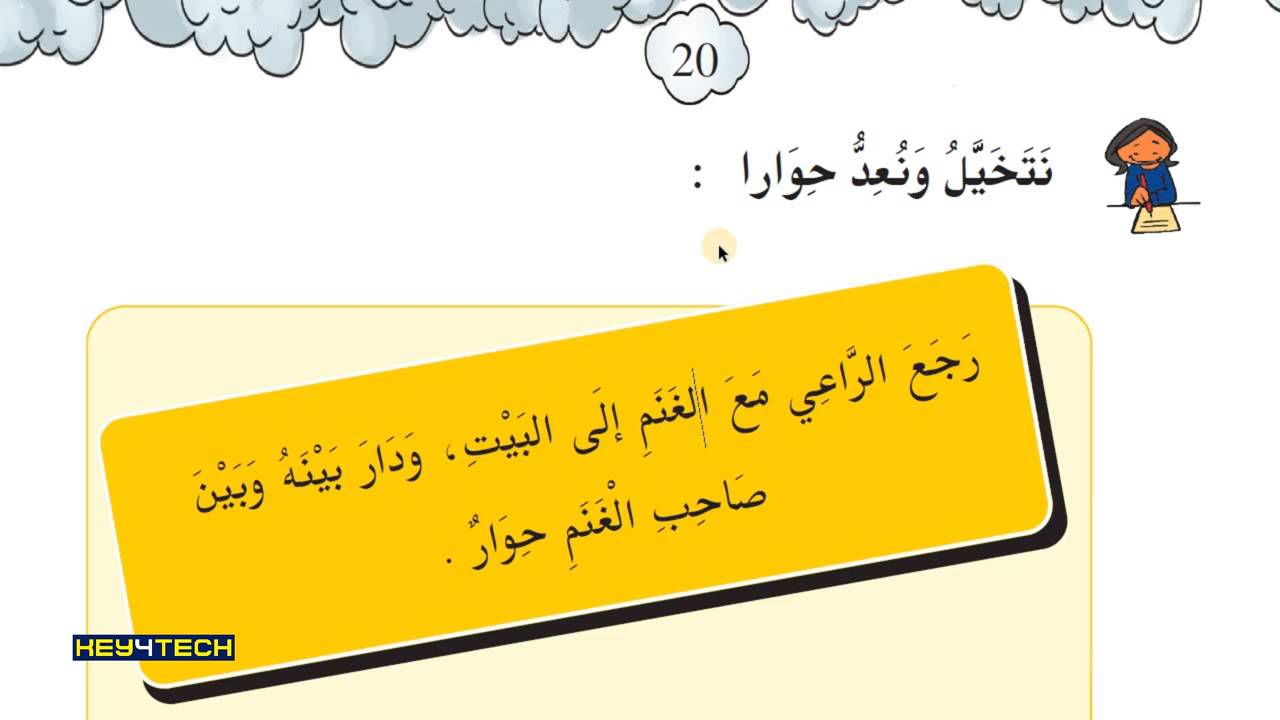 20
نَتَخَيَّلُ وَنُعِدُّ حِوَارا :
رَجَعَ الرَّاعِي مَعَ الغَنَمِ إلَى البَيْتِ، وَدَارَ بَيْنَهُ وَبَيْنَ
صَاحِبِ الْغَنَمِ حِوَارٌ .
KEY4TECH